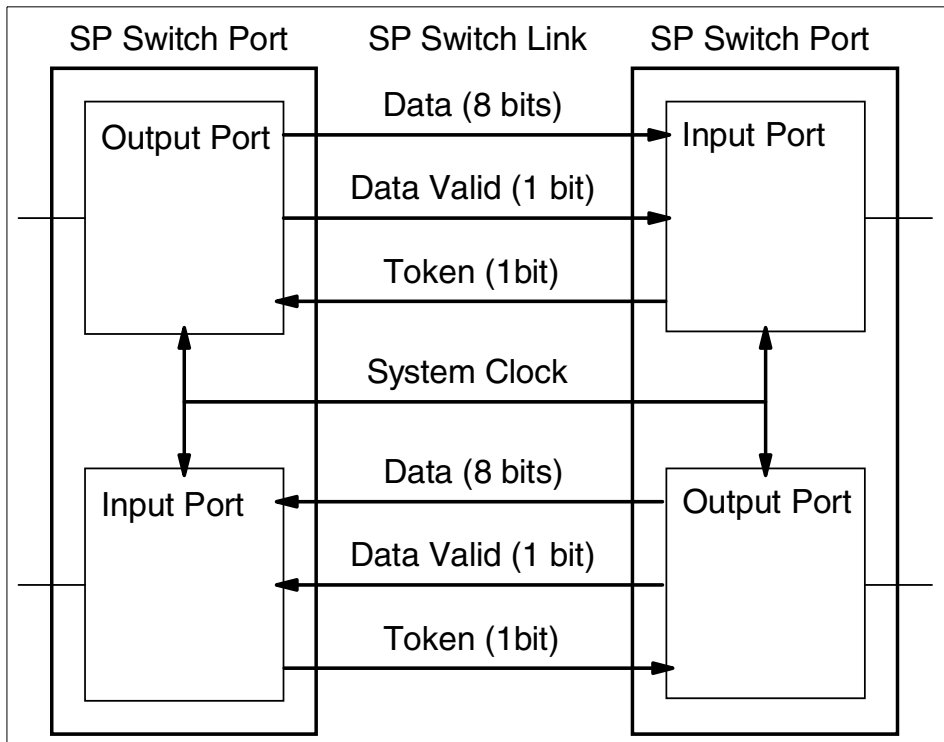 SP Switch Port
SP Switch Link
SP Switch Port
Data (8 bits)
Output Port
Input Port
Data Valid (1 bit)
Token (1bit)
System Clock
Data (8 bits)
Input Port
Output Port
Data Valid (1 bit)
Token (1bit)